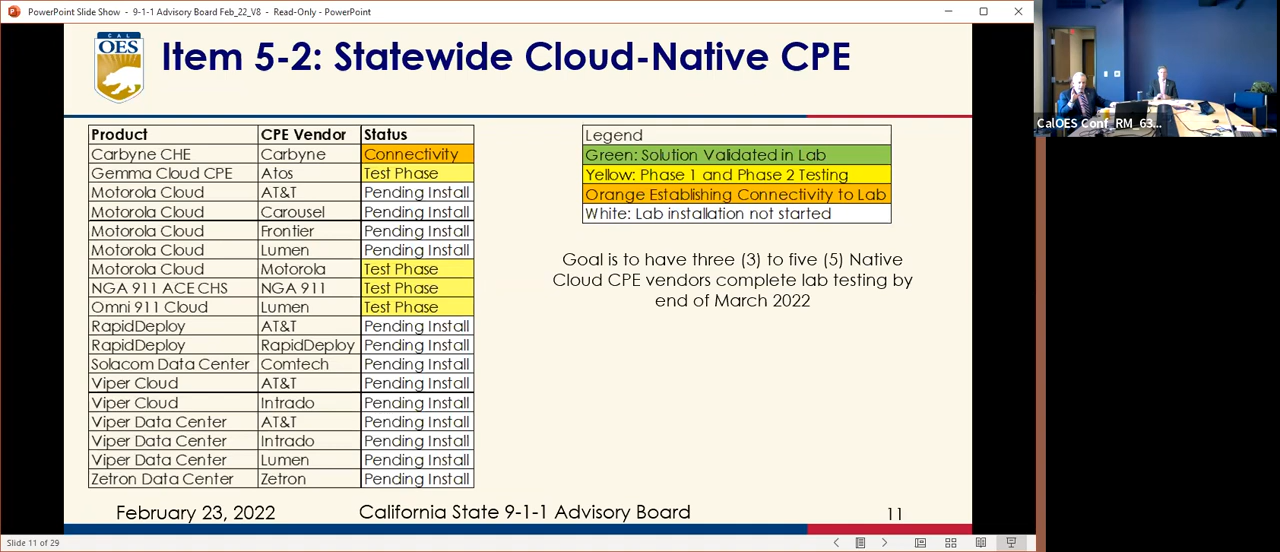 PowerPoint Slide Show - 9-1-1 Advisory Board Feb_22_V8 - Read-Only - PowerPoint
CAL
OES
Item 5-2: Statewide Cloud-Native CPE
Product CPE Vendor Status
Carbyne CHE Carbyne Connectivity
Gemma Cloud CPE Atos Test Phase
Motorola Cloud AT&T Pending Install
Motorola Cloud Carousel Pending Install
Motorola Cloud Frontier Pending Install
Motorola Cloud Lumen Pending Install
Motorola Cloud Motorola Test Phase
NGA 911 ACE CHS NGA 911 Test Phase
Omni 911 Cloud Lumen Test Phase
RapidDeploy AT&T Pending Install
RapidDeploy RapidDeploy Pending Install
Solacom Data Center Comtech Pending Install
Viper Cloud AT&T Pending Install
Viper Cloud Intrado Pending Install
Viper Data Center AT&T Pending Install
Viper Data Center Intrado Pending Install
Viper Data Center Lumen Pending Install
Zetron Data Center Zetron Pending Install
Legend
Green: Solution Validated in Lab
Yellow: Phase 1 and Phase 2 Testing
Orange Establishing Connectivity to Lab
White: Lab installation not started
Goal is to have three (3) to five (5) Native
Cloud CPE vendors complete lab testing by
end of March 2022
February 23, 2022 California State 9-1-1 Advisory Board 11
Slide 11 of 29
CalOES Conf_RM_63...